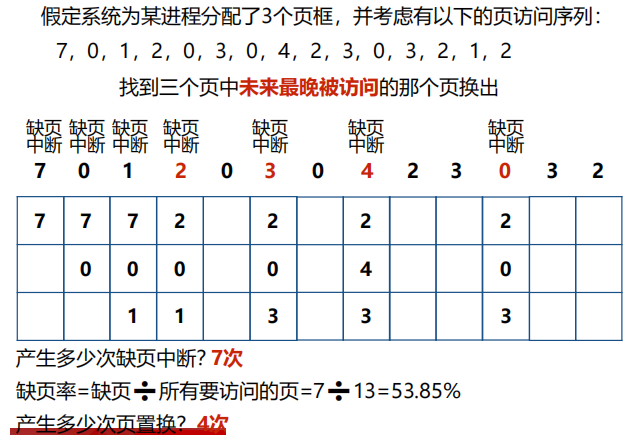 假定系统为某进程分配了3个页框，并考虑有以下的页访问序列：
7，0，1，2，0，3，0，4，2，3，0，3，2，1，2
找到三个页中未来最晚被访问的那个页换出
缺页 缺页 缺页 缺页 缺页 缺页 缺页
中断 中断 中断 中断 中断 中断 中断
7 0 1 2 0 3 0 4 2 3 0 3 2
7 7 7 2 2 2 2
0 0 0 0 4 0
1 1 3 3 3
产生多少次缺页中断? 7次
缺页率=缺页➗所有要访问的页=7➗13=53.85%
产生多少次页置换？4次